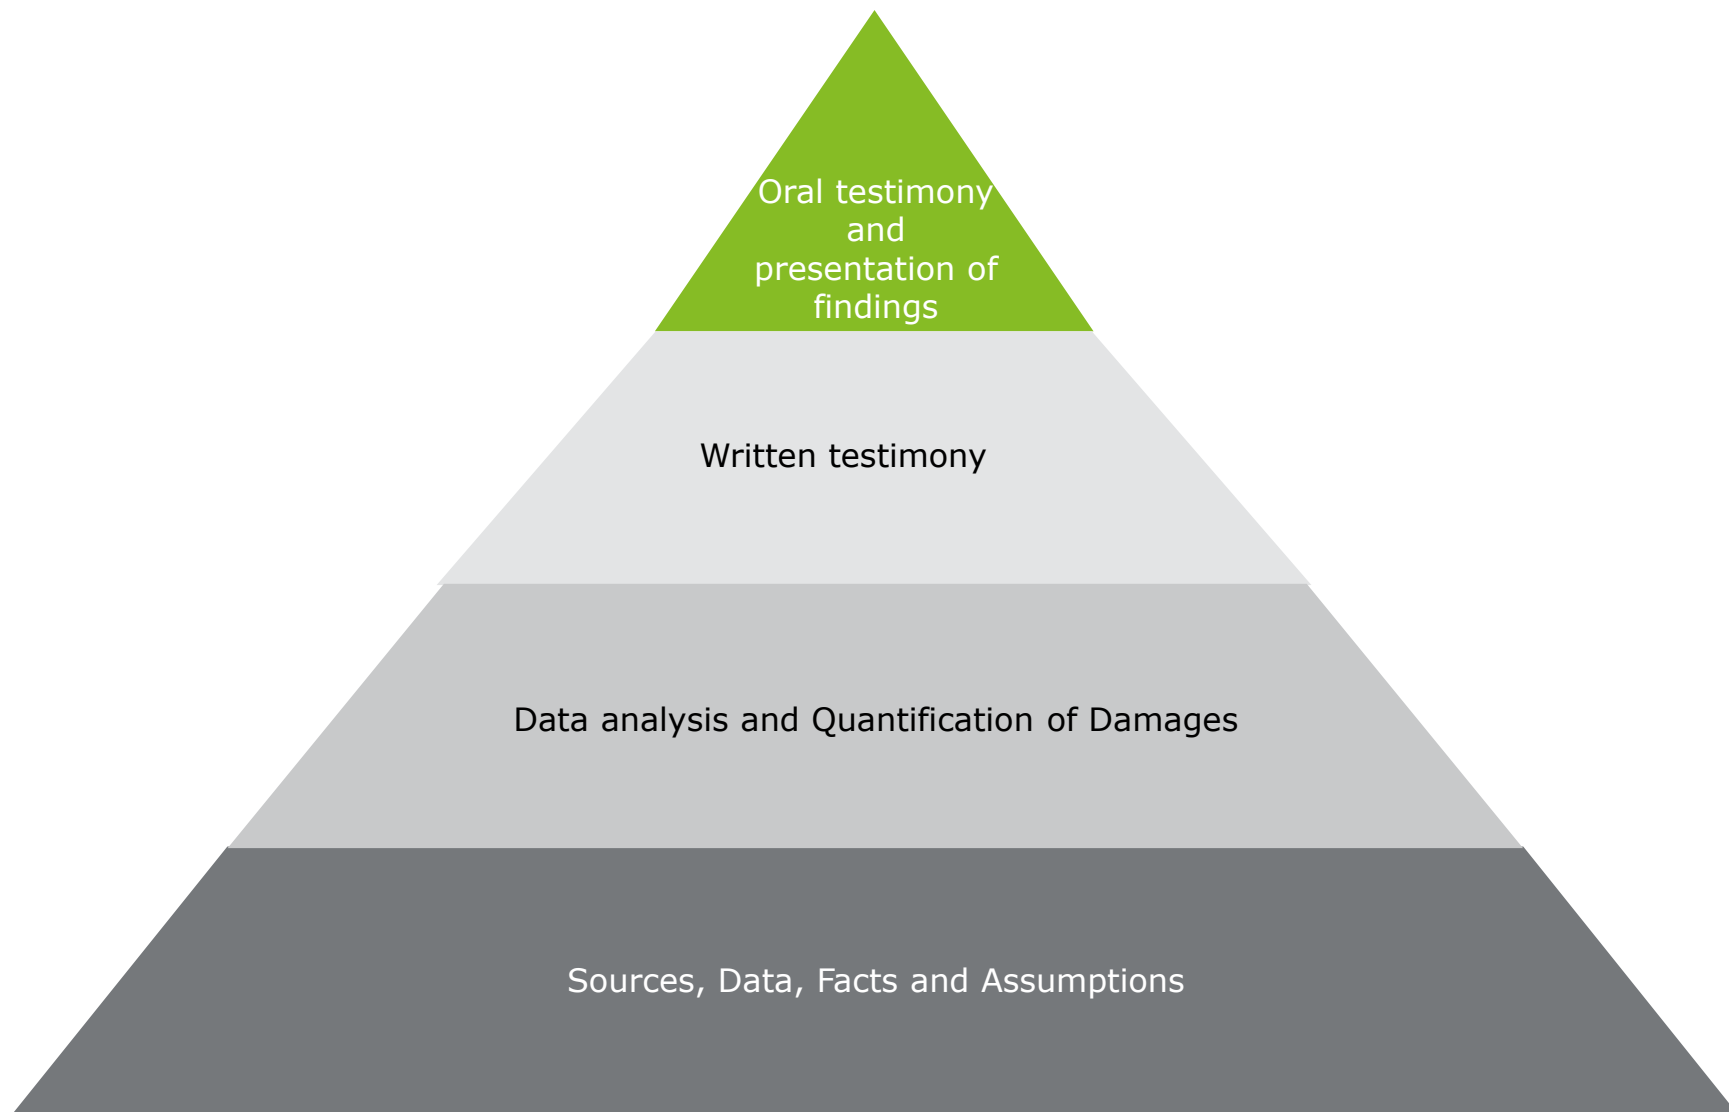 Oral testimony
and
presentation of
findings
Written testimony
Data analysis and Quantification of Damages
Sources, Data, Facts and Assumptions